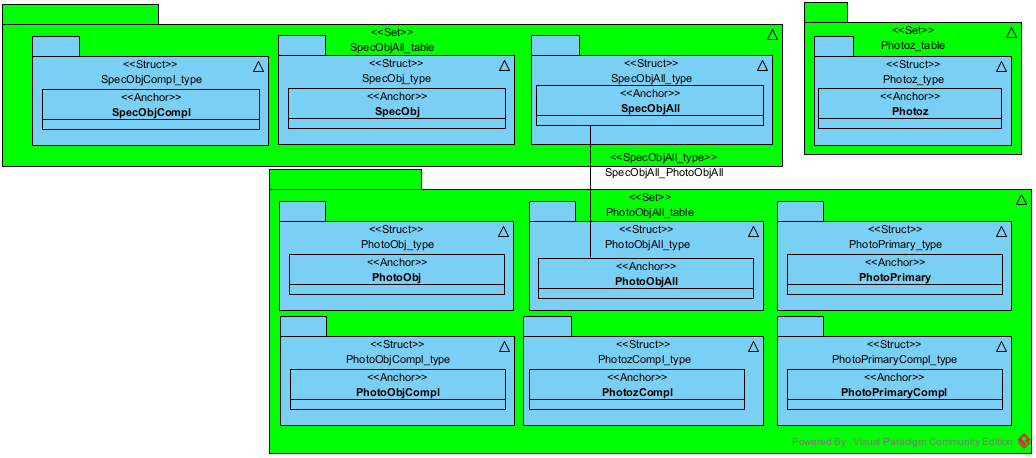 <<Set>>
SpecObjAll_table
<<Struct>>
SpecObjCompl_type
<<Anchor>>
SpecObjCompl
<<Struct>>
SpecObj_type
<<Anchor>>
SpecObj
<<Struct>>
SpecObjAll_type
<<Anchor>>
SpecObjAll
<<Set>>
Photoz_table
<<Struct>>
Photoz_type
<<Anchor>>
Photoz
<<SpecObjAll_type>>
SpecObjAll_PhotoObjAll
<<Set>>
PhotoObjAll_table
<<Struct>>
PhotoObj_type
<<Anchor>>
PhotoObj
<<Struct>>
PhotoObjAll_type
<<Anchor>>
PhotoObjAll
<<Struct>>
PhotoPrimary_type
<<Anchor>>
PhotoPrimary
<<Struct>>
PhotoObjCompl_type
<<Anchor>>
PhotoObjCompl
<<Struct>>
PhotozCompl_type
<<Anchor>>
PhotozCompl
<<Struct>>
PhotoPrimaryCompl_type
<<Anchor>>
PhotoPrimaryCompl
Powered By Visual Paradigm Community Edition